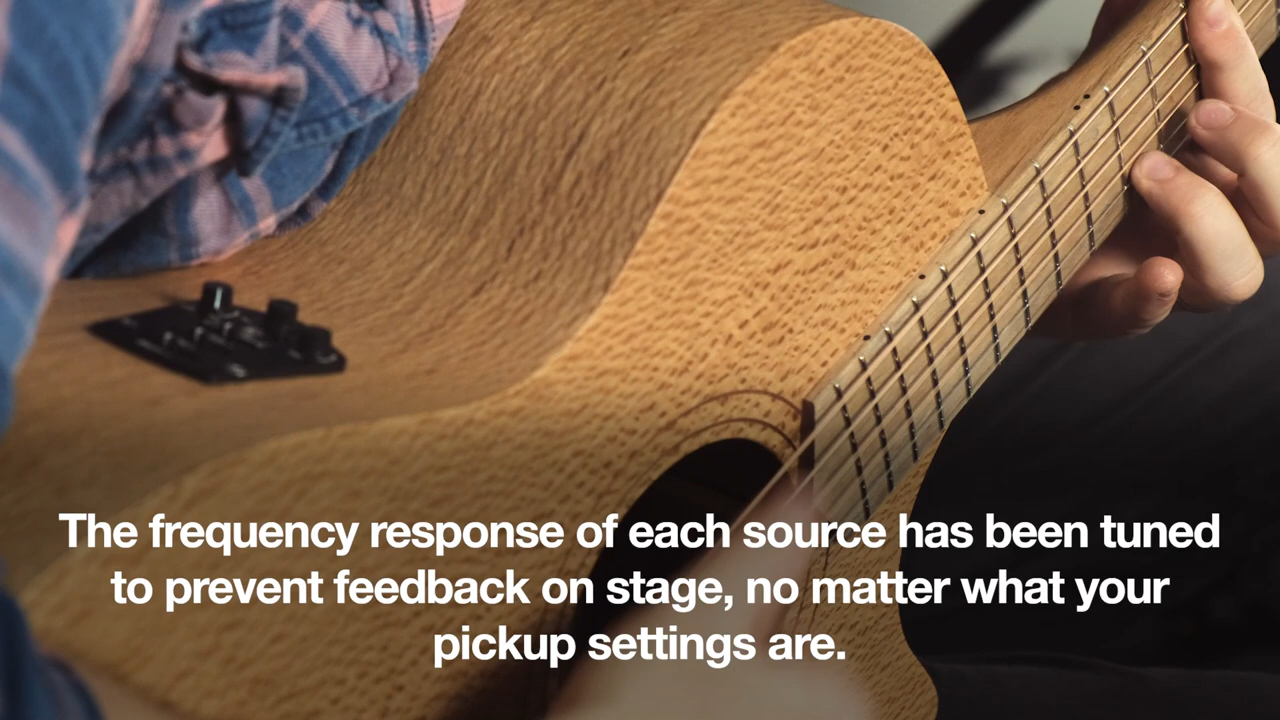 The frequency response of each source has been tuned
to prevent feedback on stage, no matter what your
pickup settings are.